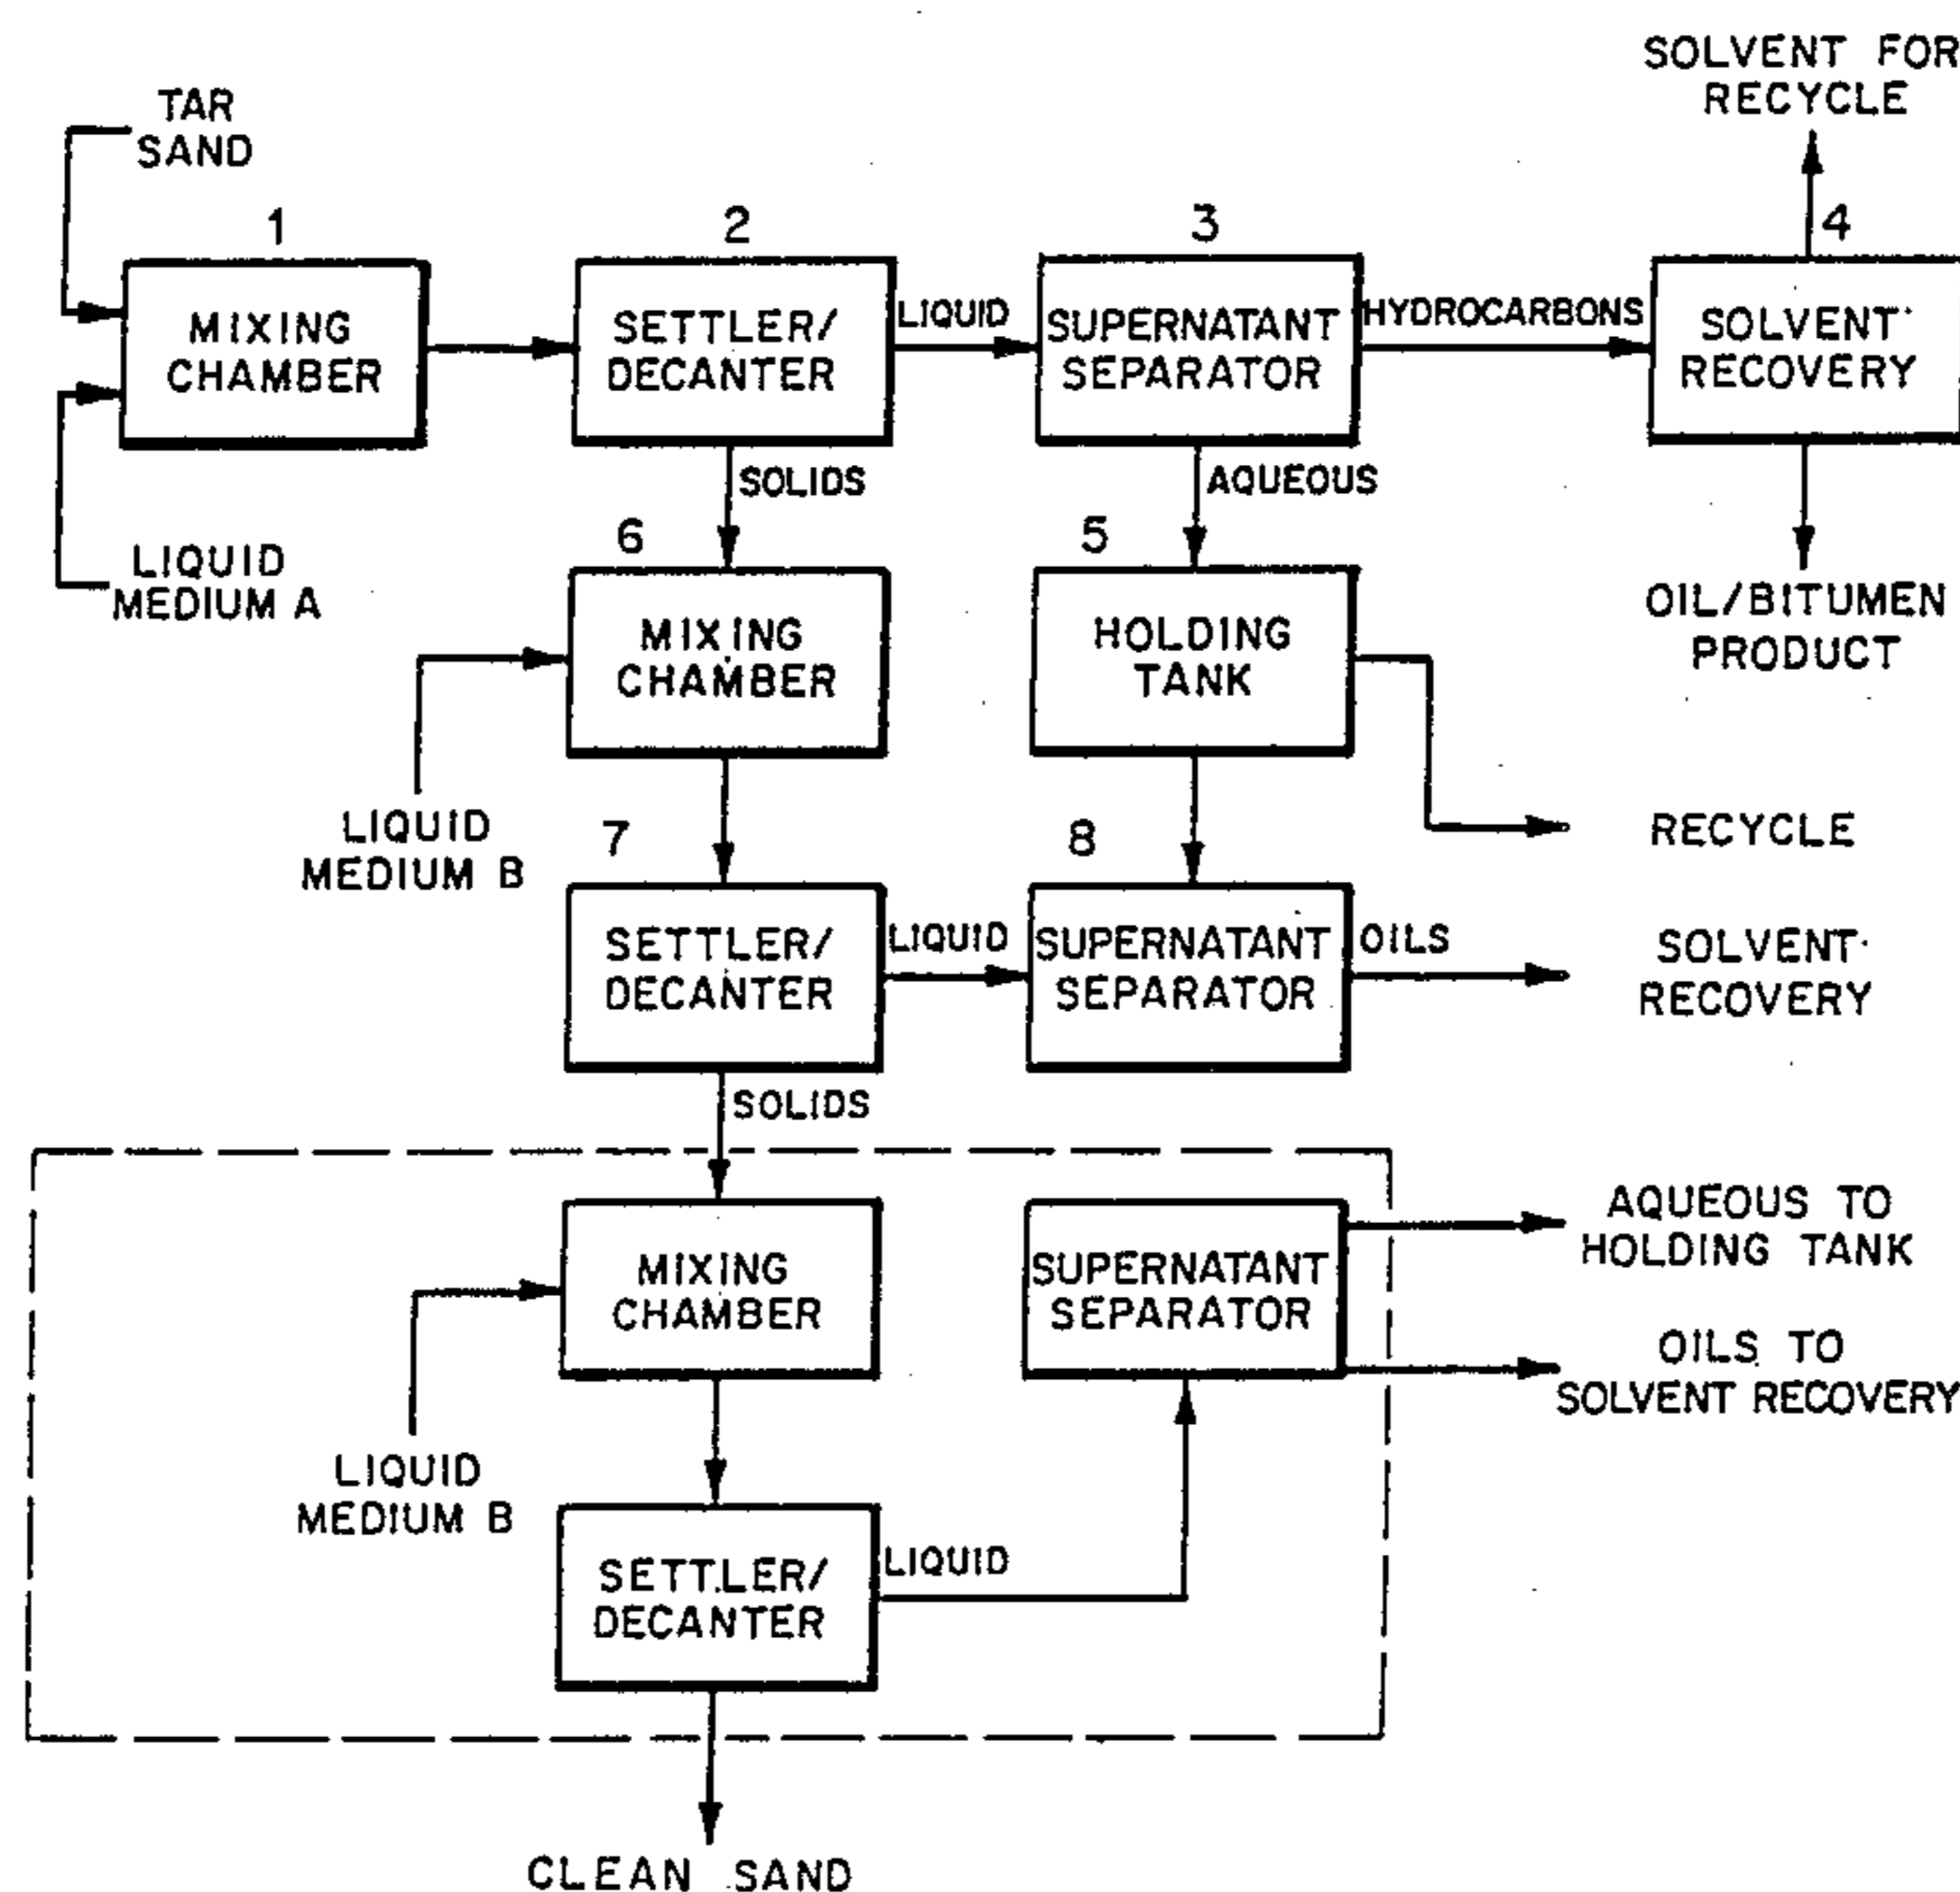 SOLVENT FOR
RECYCLE
TAR
SAND
1
2
3
4
MIXING
CHAMBER
SETTLER/
DECANTER
LIQUID
SUPERNATANT
SEPARATOR
HYDROCARBONS
SOLVENT
RECOVERY
SOLIDS
AQUEOUS
LIQUID
MEDIUM A
6
5
OIL/BITUMEN
PRODUCT
MIXING
CHAMBER
HOLDING
TANK
LIQUID
MEDIUM B
RECYCLE
7
8
SETTLER/
DECANTER
LIQUID
SUPERNATANT
SEPARATOR
OILS
SOLVENT
RECOVERY
SOLIDS
MIXING
CHAMBER
SUPERNATANT
SEPARATOR
AQUEOUS TO
HOLDING TANK
OILS TO
SOLVENT RECOVERY
LIQUID
MEDIUM B
SETTLER/
DECANTER
LIQUID
CLEAN SAND